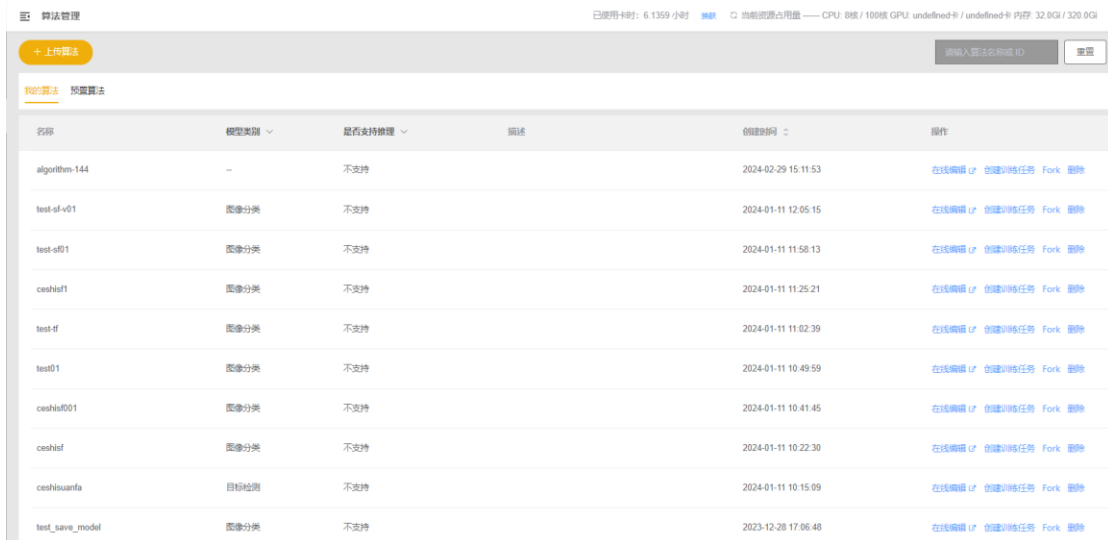 算法管理 已使用卡时：6.1359 小时 换肤 当前资源占用量 —— CPU: 8核 / 100核 GPU: undefined卡 / undefined卡 内存: 32.0Gi / 320.0Gi
+ 上传算法 请输入算法名称或 ID 重置
我的算法 预置算法
名称 模型类别 是否支持推理 描述 创建时间 操作
algorithm-144 -- 不支持 2024-02-29 15:11:53 在线编辑 创建训练任务 Fork 删除
test-sf-v01 图像分类 不支持 2024-01-11 12:05:15 在线编辑 创建训练任务 Fork 删除
test-sf01 图像分类 不支持 2024-01-11 11:58:13 在线编辑 创建训练任务 Fork 删除
ceshisf1 图像分类 不支持 2024-01-11 11:25:21 在线编辑 创建训练任务 Fork 删除
test-tf 图像分类 不支持 2024-01-11 11:02:39 在线编辑 创建训练任务 Fork 删除
test01 图像分类 不支持 2024-01-11 10:49:59 在线编辑 创建训练任务 Fork 删除
ceshisf001 图像分类 不支持 2024-01-11 10:41:45 在线编辑 创建训练任务 Fork 删除
ceshisf 图像分类 不支持 2024-01-11 10:22:30 在线编辑 创建训练任务 Fork 删除
ceshisuanfa 目标检测 不支持 2024-01-11 10:15:09 在线编辑 创建训练任务 Fork 删除
test_save_model 图像分类 不支持 2023-12-28 17:06:48 在线编辑 创建训练任务 Fork 删除